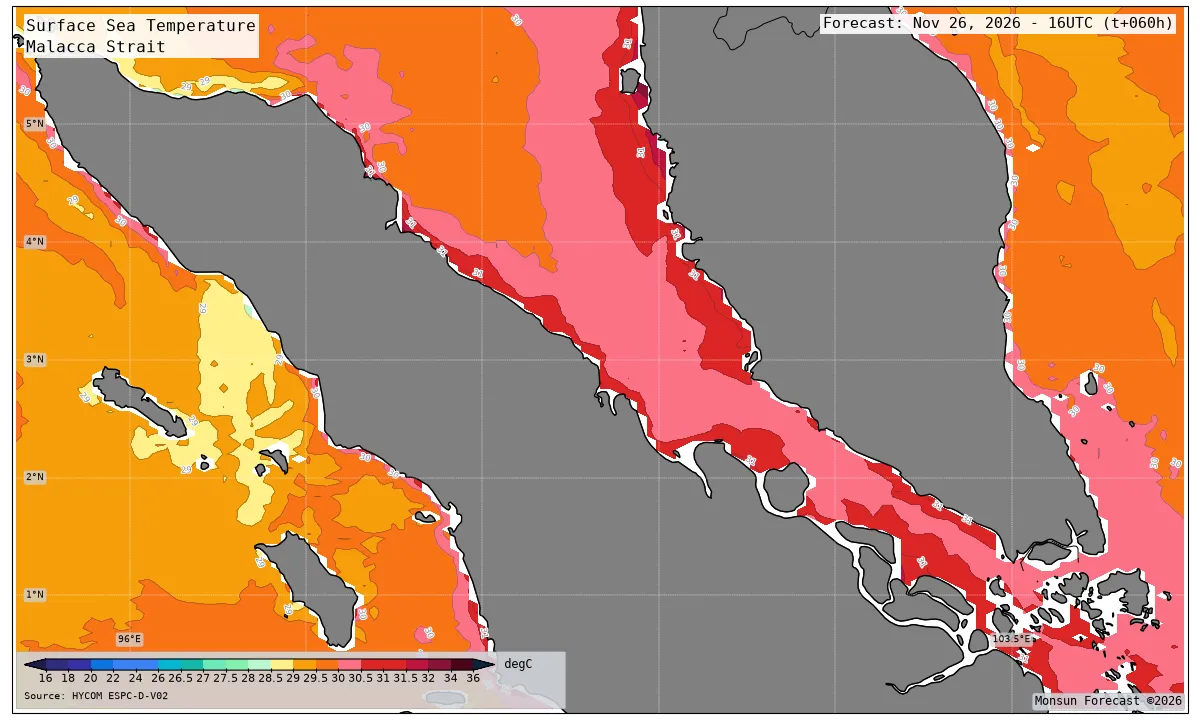 Surface Sea Temperature
Malacca Strait
Forecast: Nov 26, 2026 - 16UTC (t+060h)
5°N
4°N
3°N
2°N
1°N
96°E
103.5°E
degC
16 18 20 22 24 26 26.5 27 27.5 28 28.5 29 29.5 30 30.5 31 31.5 32 34 36
Source: HYCOM ESPC-D-V02
Monsun Forecast ©2026